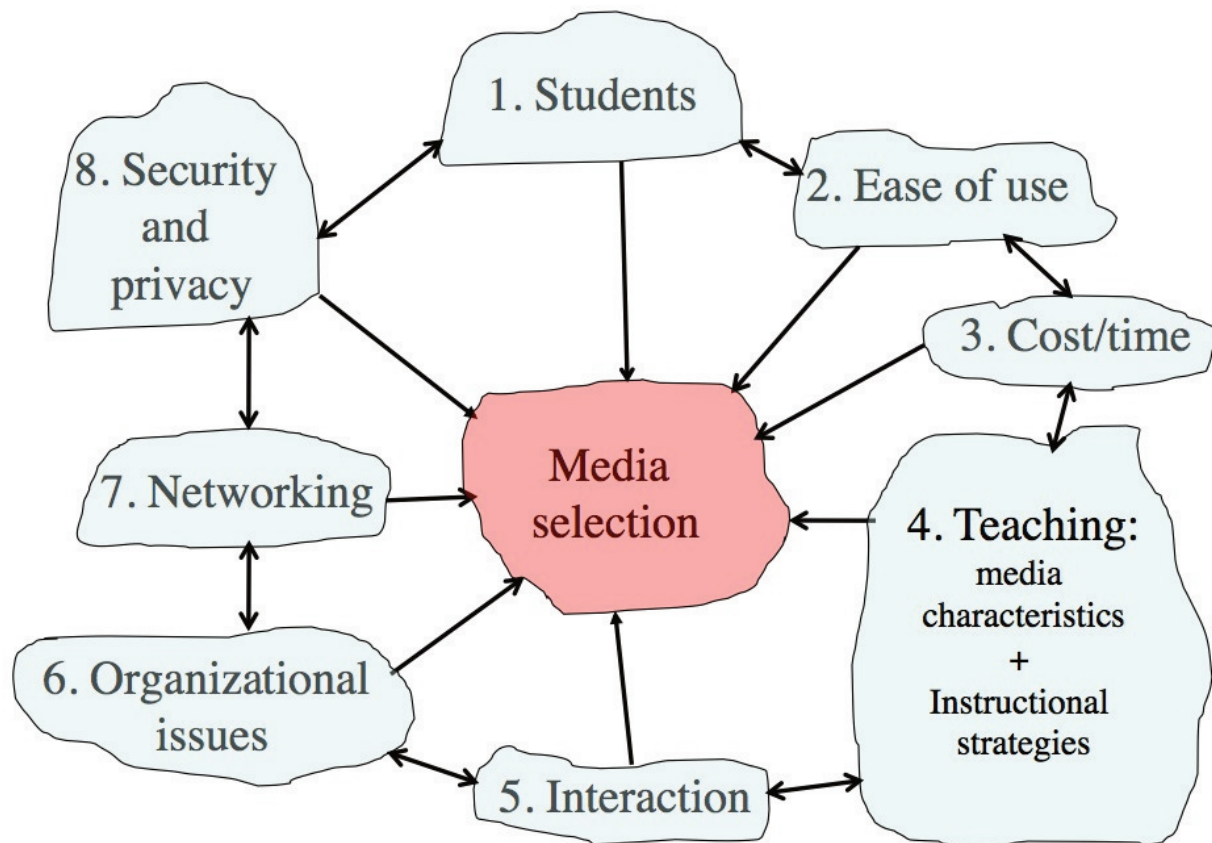 1. Students
2. Ease of use
3. Cost/time
4. Teaching:
media
characteristics
+
Instructional
strategies
5. Interaction
6. Organizational
issues
7. Networking
8. Security
and
privacy
Media
selection